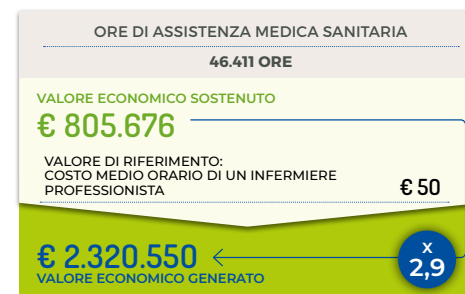 ORE DI ASSISTENZA MEDICA SANITARIA
46.411 ORE
VALORE ECONOMICO SOSTENUTO
€ 805.676
VALORE DI RIFERIMENTO:
COSTO MEDIO ORARIO DI UN INFERMIERE
PROFESSIONISTA
€ 50
€ 2.320.550
VALORE ECONOMICO GENERATO
x
2,9